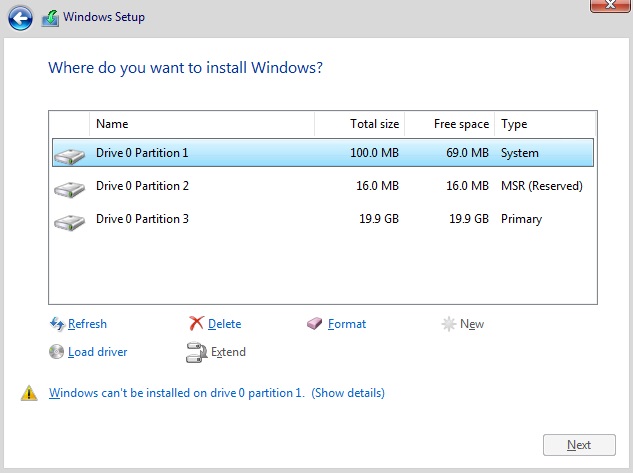 Windows Setup
Where do you want to install Windows?
Name Total size Free space Type
Drive 0 Partition 1 100.0 MB 69.0 MB System
Drive 0 Partition 2 16.0 MB 16.0 MB MSR (Reserved)
Drive 0 Partition 3 19.9 GB 19.9 GB Primary
Refresh Delete Format New
Load driver Extend
Windows can't be installed on drive 0 partition 1. (Show details)
Next